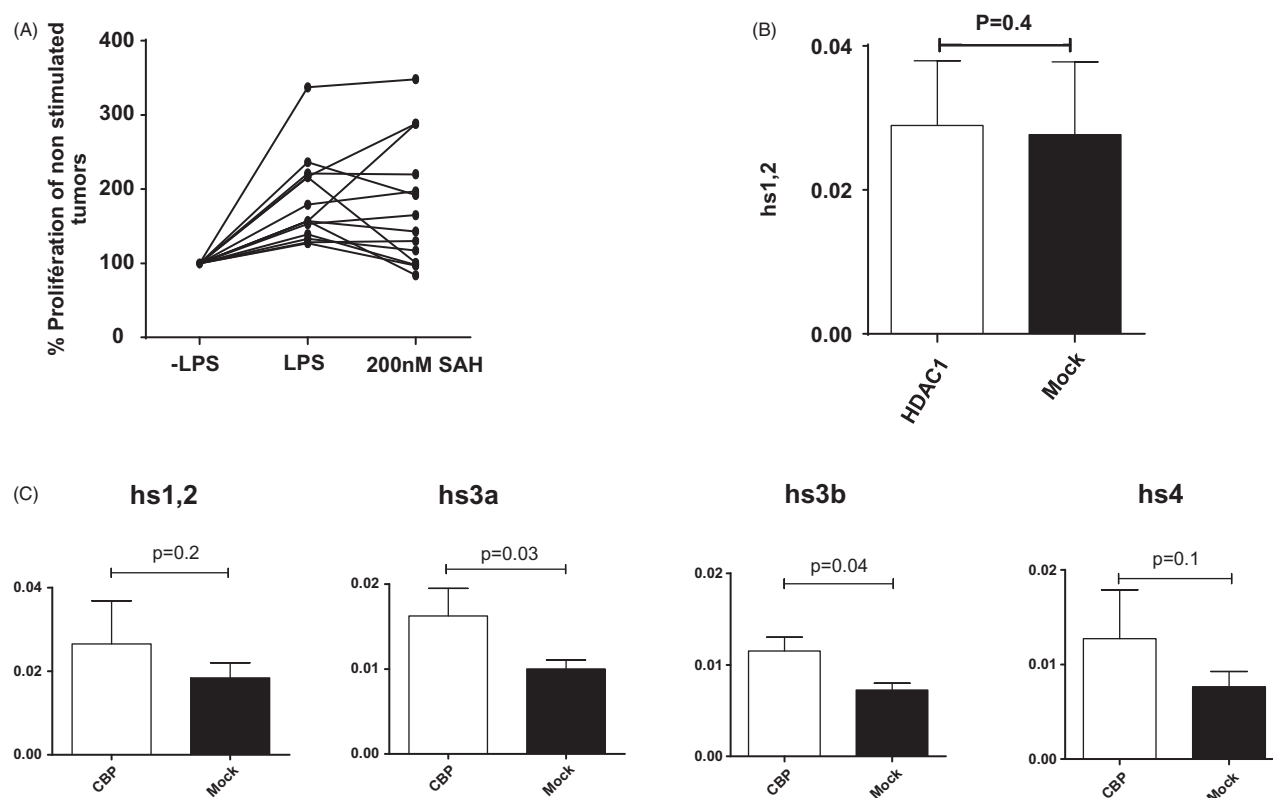 (A)
400
300
200
100
0
% Prolifération of non stimulated
tumors
-LPS
LPS
200nM SAH
(B)
P=0.4
0.04
0.02
0.00
hs1,2
HDAC1
Mock
(C)
hs1,2
p=0.2
0.04
0.02
0.00
CBP
Mock
hs3a
p=0.03
0.02
0.01
0.00
CBP
Mock
hs3b
p=0.04
0.02
0.01
0.00
CBP
Mock
hs4
p=0.1
0.02
0.01
0.00
CBP
Mock